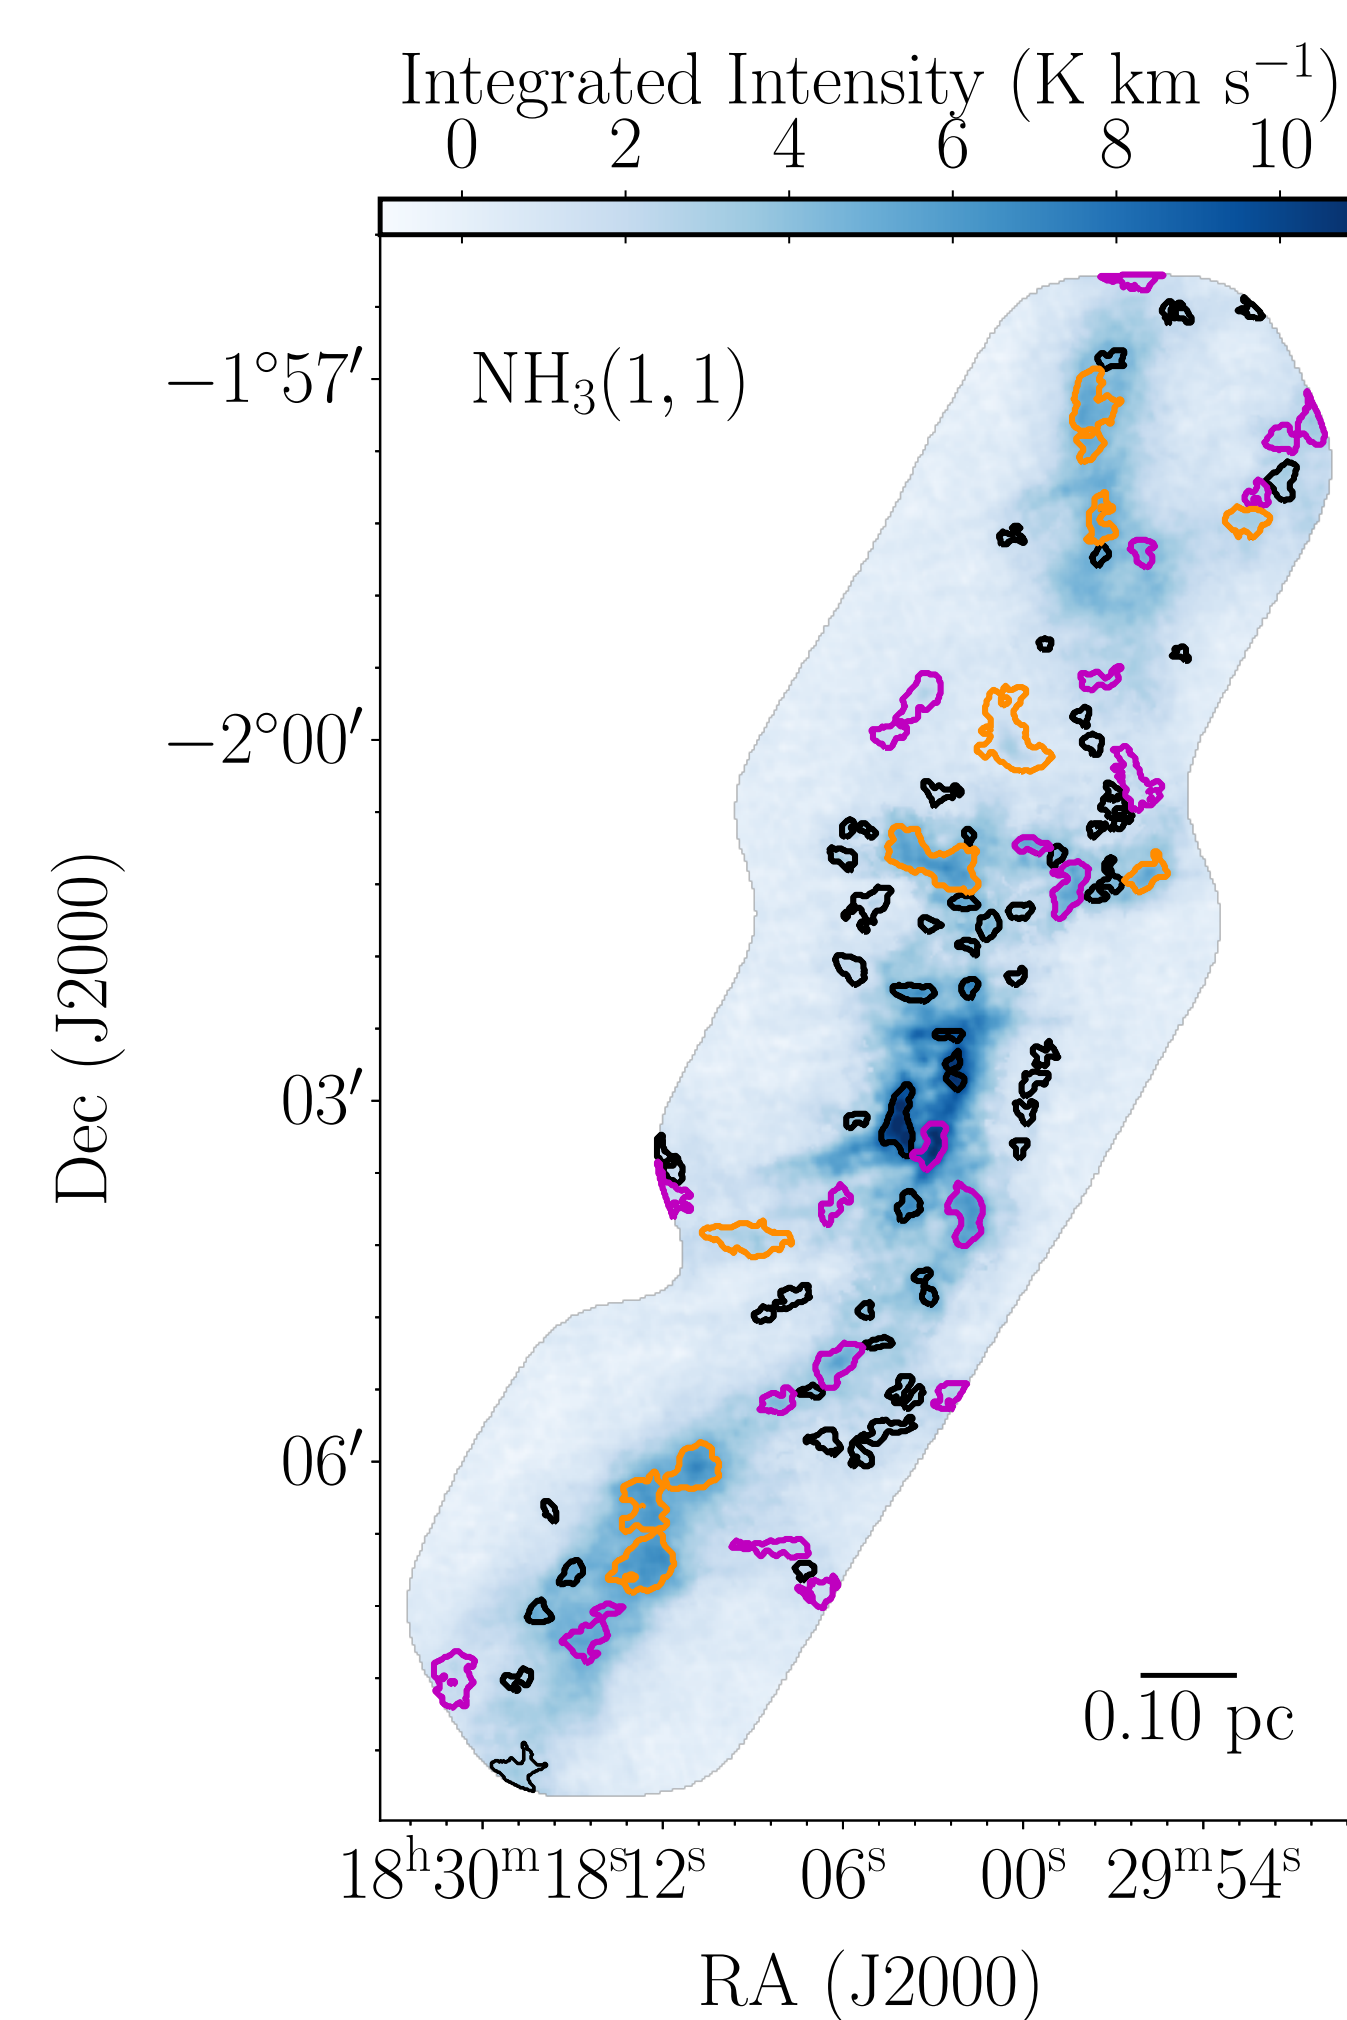 Integrated Intensity (K km s⁻¹)
0 2 4 6 8 10
NH₃(1, 1)
−1°57′
−2°00′
03′
06′
Dec (J2000)
0.10 pc
18ʰ30ᵐ18ˢ 12ˢ 06ˢ 00ˢ 29ᵐ54ˢ
RA (J2000)